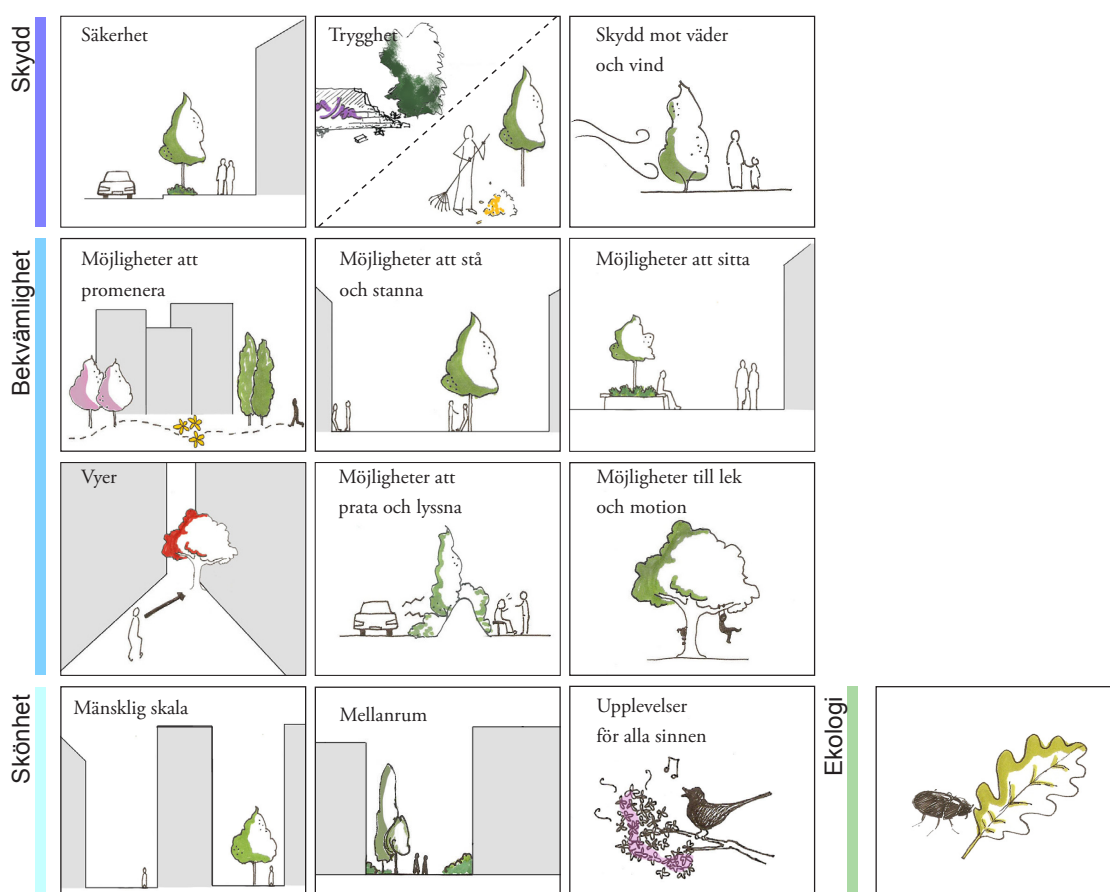 Skydd
Säkerhet
Trygghet
Skydd mot väder
och vind
Bekvämlighet
Möjligheter att
promenera
Möjligheter att stå
och stanna
Möjligheter att sitta
Vyer
Möjligheter att
prata och lyssna
Möjligheter till lek
och motion
Skönhet
Mänsklig skala
Mellanrum
Upplevelser
för alla sinnen
Ekologi